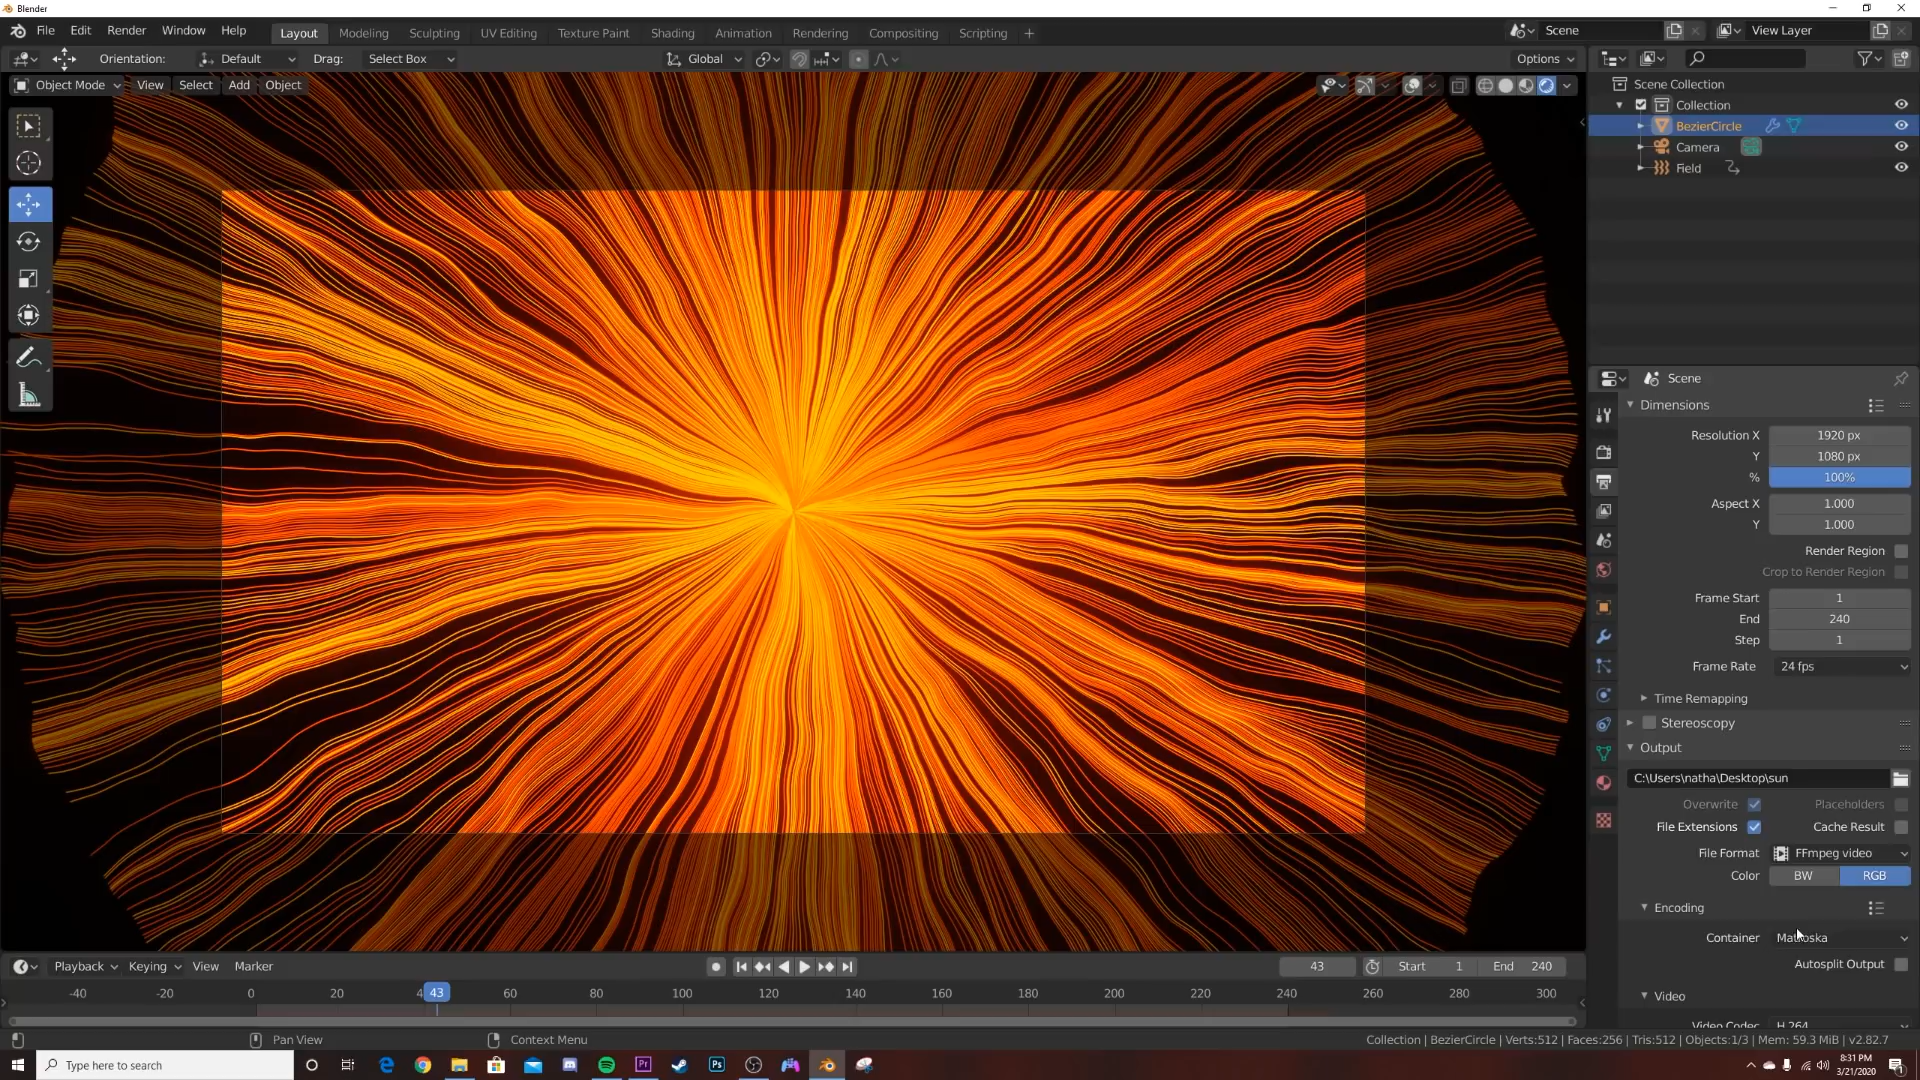 Blender
File Edit Render Window Help Layout Modeling Sculpting UV Editing Texture Paint Shading Animation Rendering Compositing Scripting + Scene View Layer
Orientation: Default Drag: Select Box Global Options
Object Mode View Select Add Object
Scene Collection
Collection
BezierCircle
Camera
Field
Scene
Dimensions
Resolution X 1920 px
Y 1080 px
% 100%
Aspect X 1.000
Y 1.000
Render Region
Crop to Render Region
Frame Start 1
End 240
Step 1
Frame Rate 24 fps
Time Remapping
Stereoscopy
Output
C:\Users\natha\Desktop\sun
Overwrite Placeholders
File Extensions Cache Result
File Format FFmpeg video
Color BW RGB
Encoding
Container
Autosplit Output
Video
Video Codec H.264
Playback Keying View Marker 43 Start 1 End 240
-40 -20 0 20 43 60 80 100 120 140 160 180 200 220 240 260 280 300
Pan View Context Menu Collection | BezierCircle | Verts:512 | Faces:256 | Tris:512 | Objects:1/3 | Mem: 59.3 MiB | v2.82.7
Type here to search Pr Ps 8:31 PM
3/21/2020